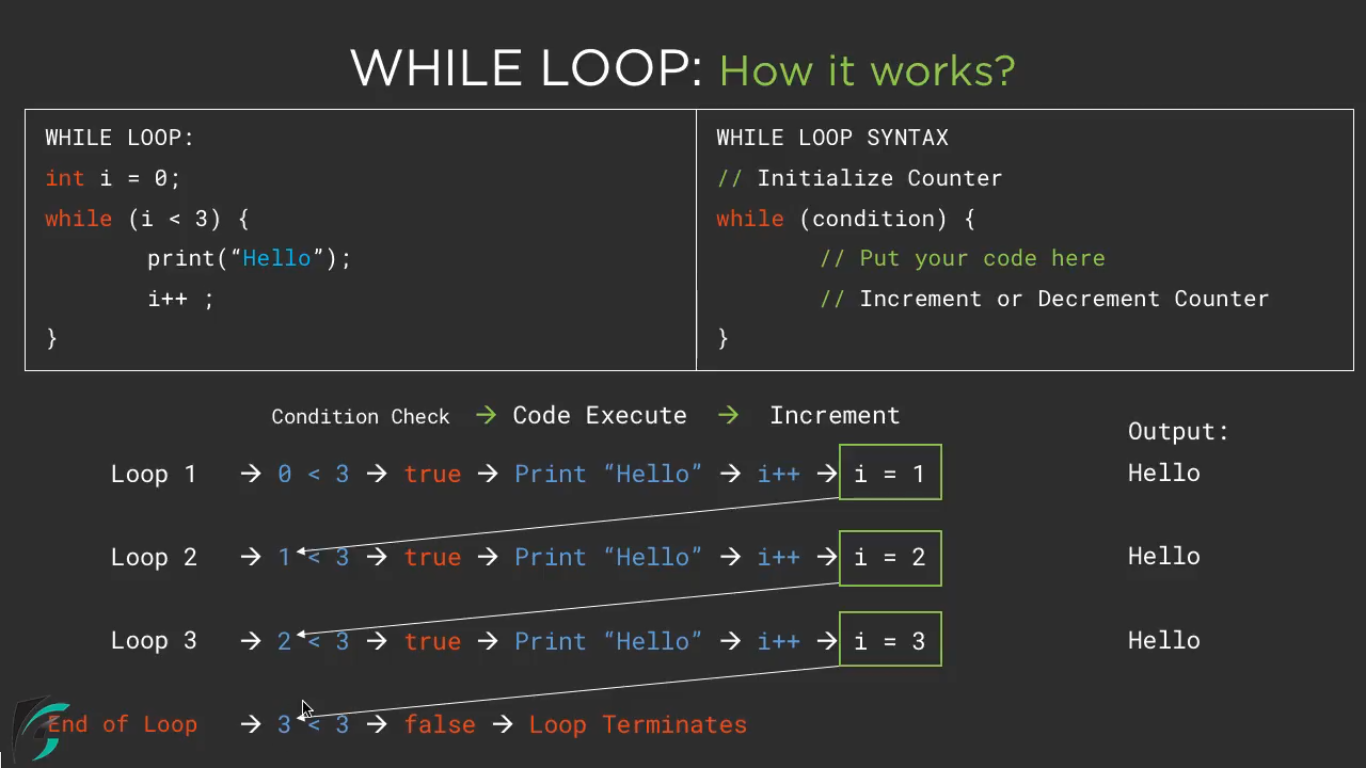 WHILE LOOP: How it works?
WHILE LOOP:
int i = 0;
while (i < 3) {
print(“Hello”);
i++ ;
}
WHILE LOOP SYNTAX
// Initialize Counter
while (condition) {
// Put your code here
// Increment or Decrement Counter
}
Condition Check → Code Execute → Increment
Output:
Loop 1 → 0 < 3 → true → Print “Hello” → i++ → i = 1 Hello
Loop 2 → 1 < 3 → true → Print “Hello” → i++ → i = 2 Hello
Loop 3 → 2 < 3 → true → Print “Hello” → i++ → i = 3 Hello
End of Loop → 3 < 3 → false → Loop Terminates